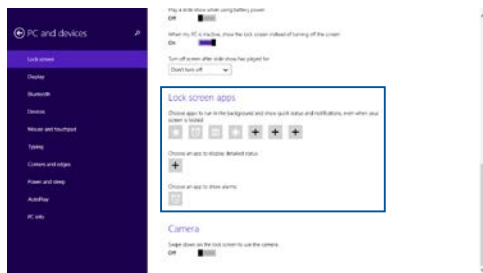 PC and devices
Lock screen
Display
Bluetooth
Devices
Mouse and touchpad
Typing
Corners and edges
Power and sleep
AutoPlay
PC info
Play a slide show when using battery power
Off
When my PC is inactive, show the lock screen instead of turning off the screen
On
Turn off screen after slide show has played for
Don't turn off
Lock screen apps
Choose apps to run in the background and show quick status and notifications, even when your
screen is locked
Choose an app to display detailed status
Choose an app to show alarms
Camera
Swipe down on the lock screen to use the camera.
Off